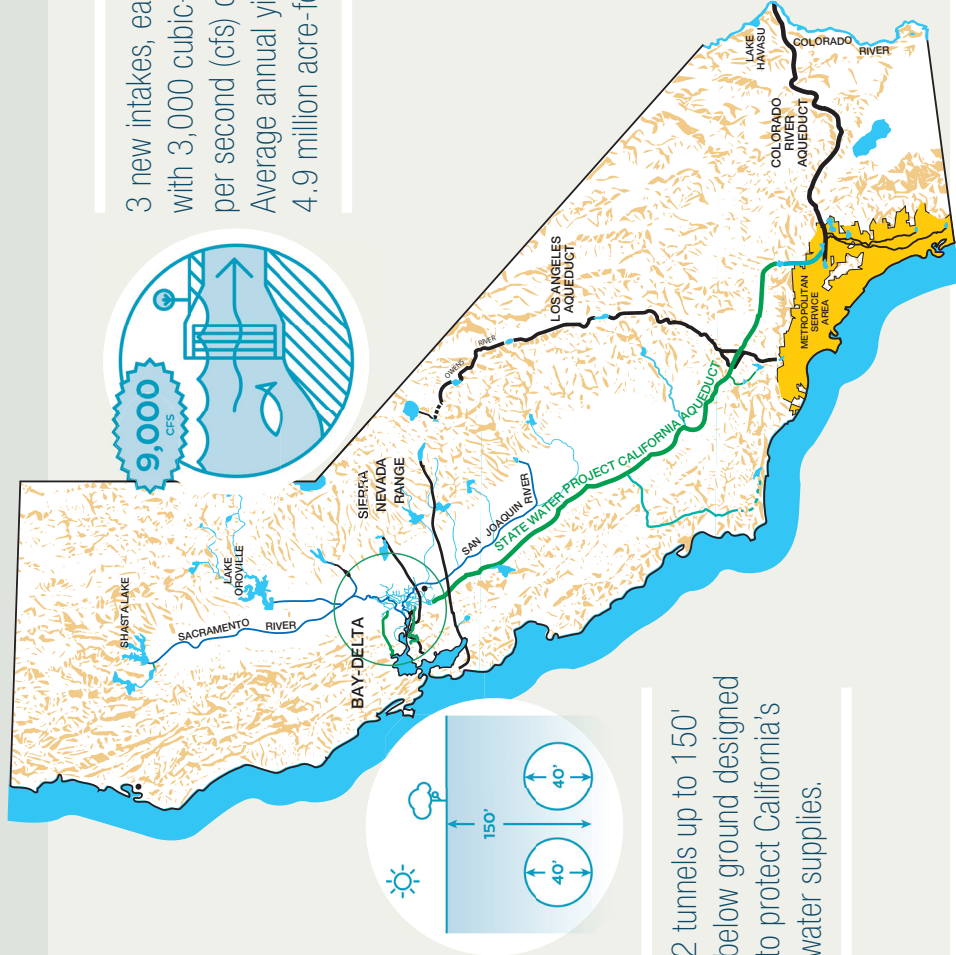 3 new intakes, ea
with 3,000 cubic-
per second (cfs) c
Average annual yi
4.9 million acre-fe
9,000
CFS
SHASTA LAKE
SACRAMENTO RIVER
LAKE
OROVILLE
BAY-DELTA
SIERRA
NEVADA
RANGE
SAN JOAQUIN
RIVER
STATE WATER PROJECT CALIFORNIA AQUEDUCT
OWENS RIVER
LOS ANGELES
AQUEDUCT
METROPOLITAN
SERVICE
AREA
COLORADO
RIVER
AQUEDUCT
LAKE
HAVASU
COLORADO
RIVER
150'
40'
40'
2 tunnels up to 150'
below ground designed
to protect California's
water supplies.